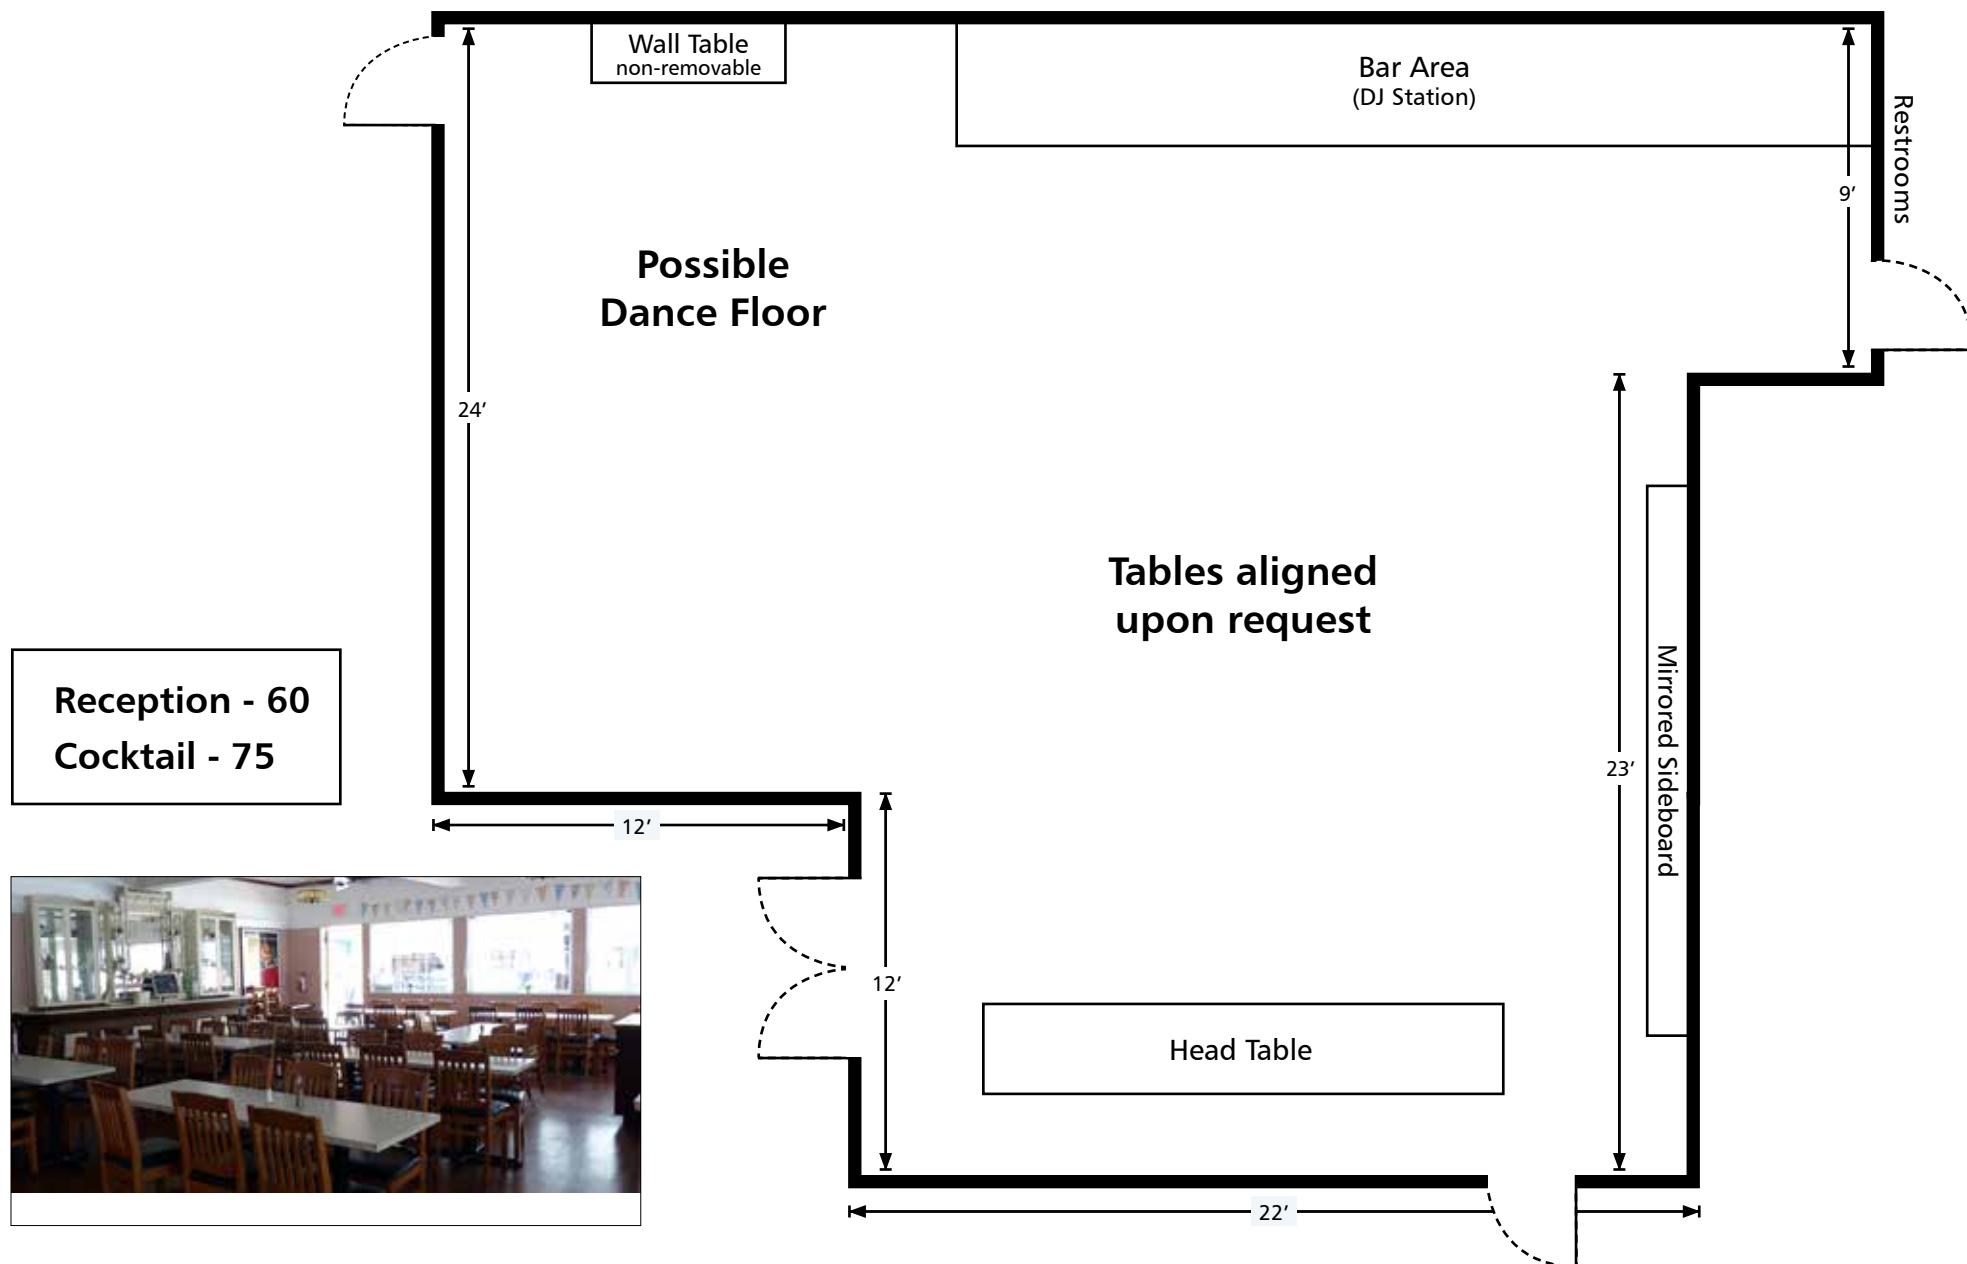 Wall Table
non-removable
Bar Area
(DJ Station)
Restrooms
9’
Possible
Dance Floor
24’
Tables aligned
upon request
Mirrored Sideboard
23’
Reception - 60
Cocktail - 75
12’
12’
Head Table
22’